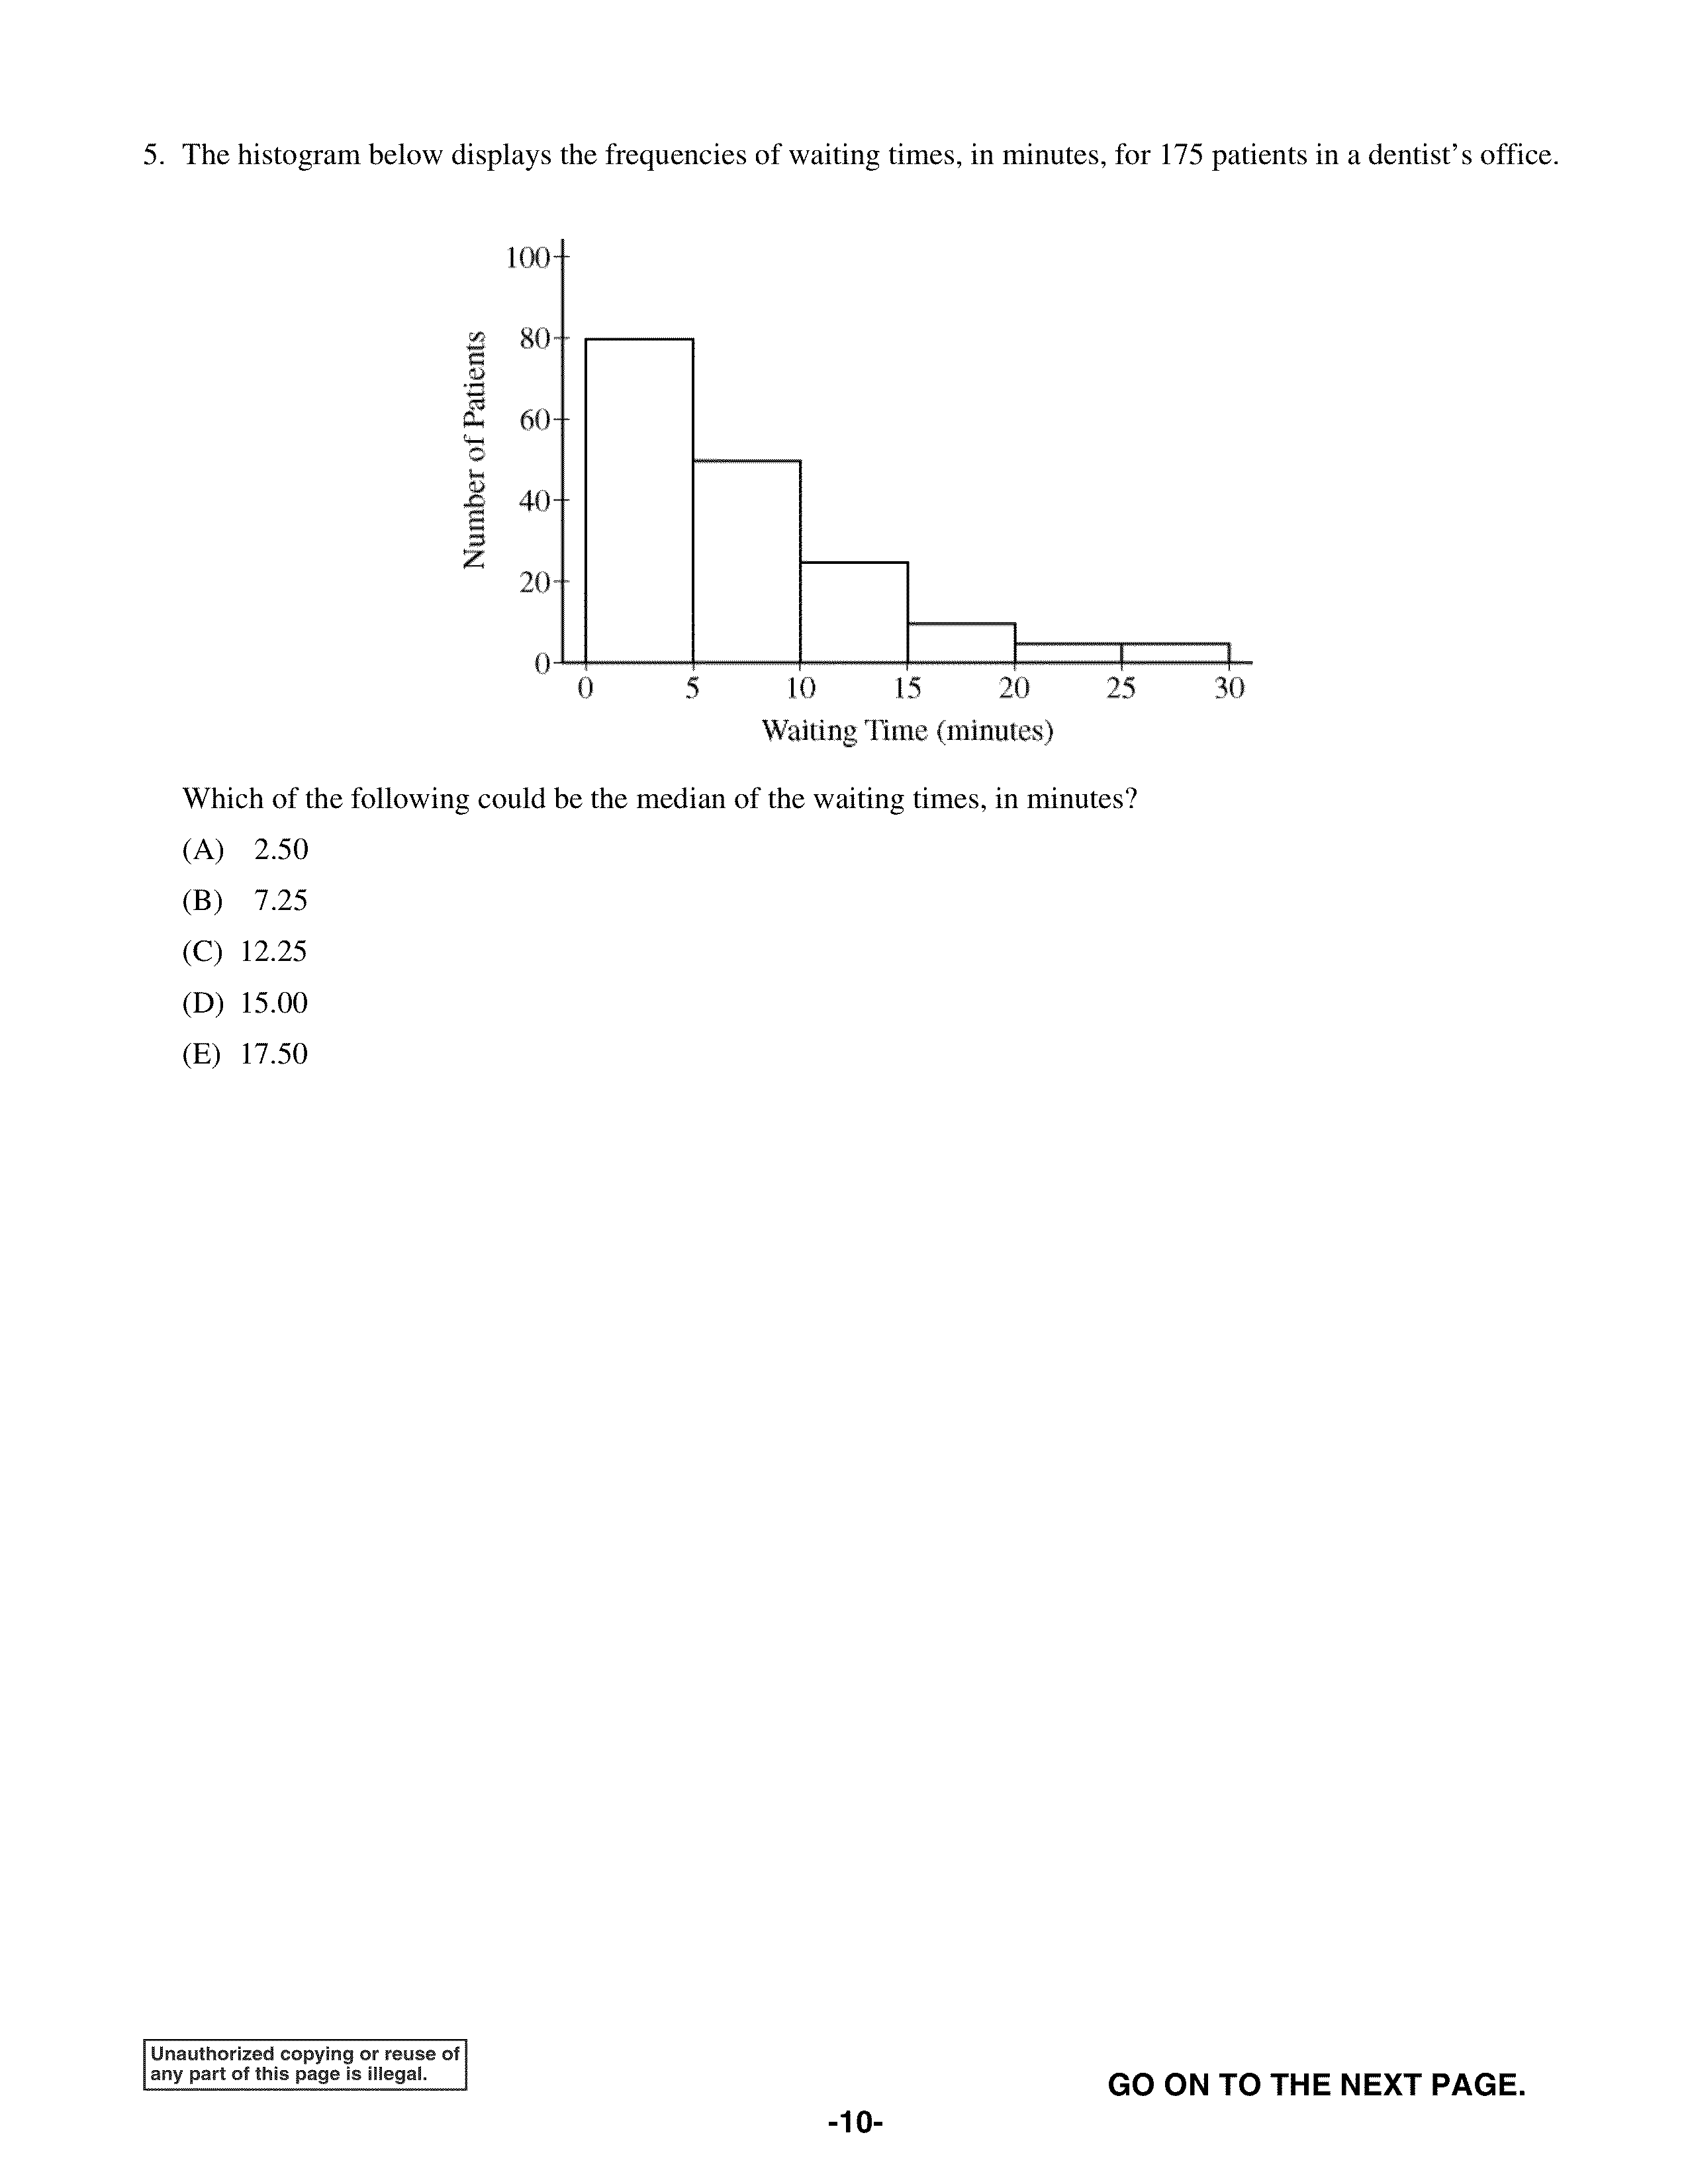 5. The histogram below displays the frequencies of waiting times, in minutes, for 175 patients in a dentist's office.
100
80
60
40
20
0
Number of Patients
0 5 10 15 20 25 30
Waiting Time (minutes)
Which of the following could be the median of the waiting times, in minutes?
(A) 2.50
(B) 7.25
(C) 12.25
(D) 15.00
(E) 17.50
Unauthorized copying or reuse of
any part of this page is illegal.
GO ON TO THE NEXT PAGE.
-10-